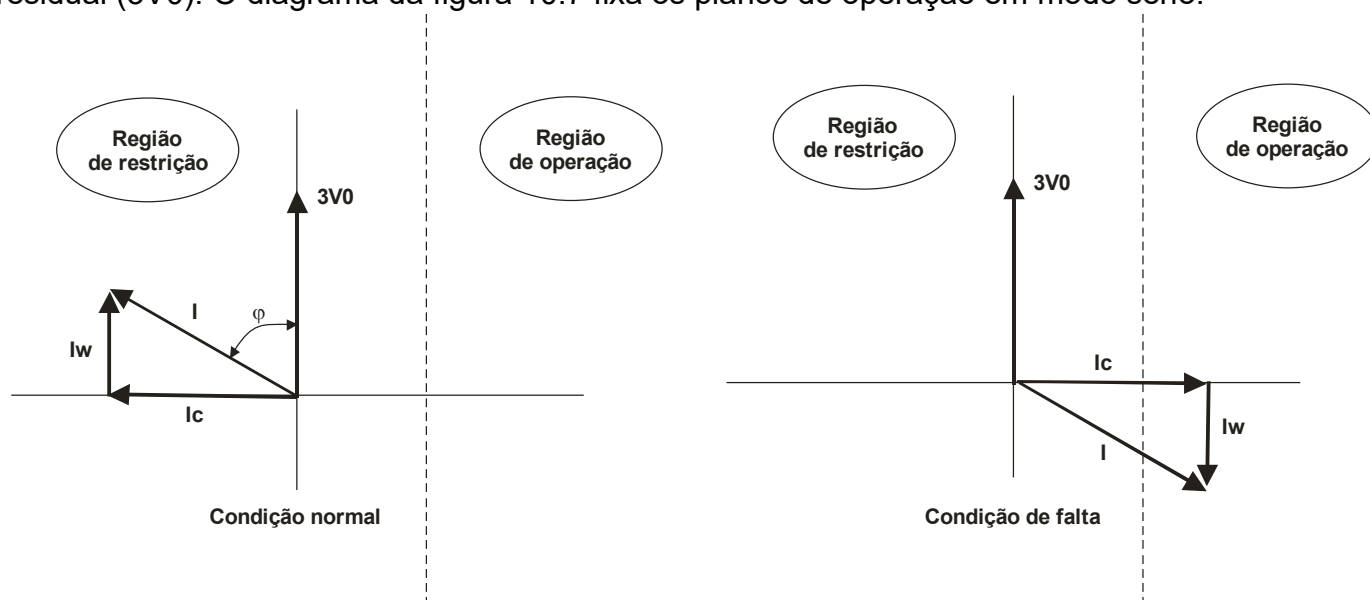 residual (3V0). O diagrama da figura 10.7 fixa os planos de operação em modo série.
Região
de restrição
Região
de operação
3V0
I
φ
Iw
Ic
Condição normal
Região
de restrição
Região
de operação
3V0
Ic
Iw
I
Condição de falta